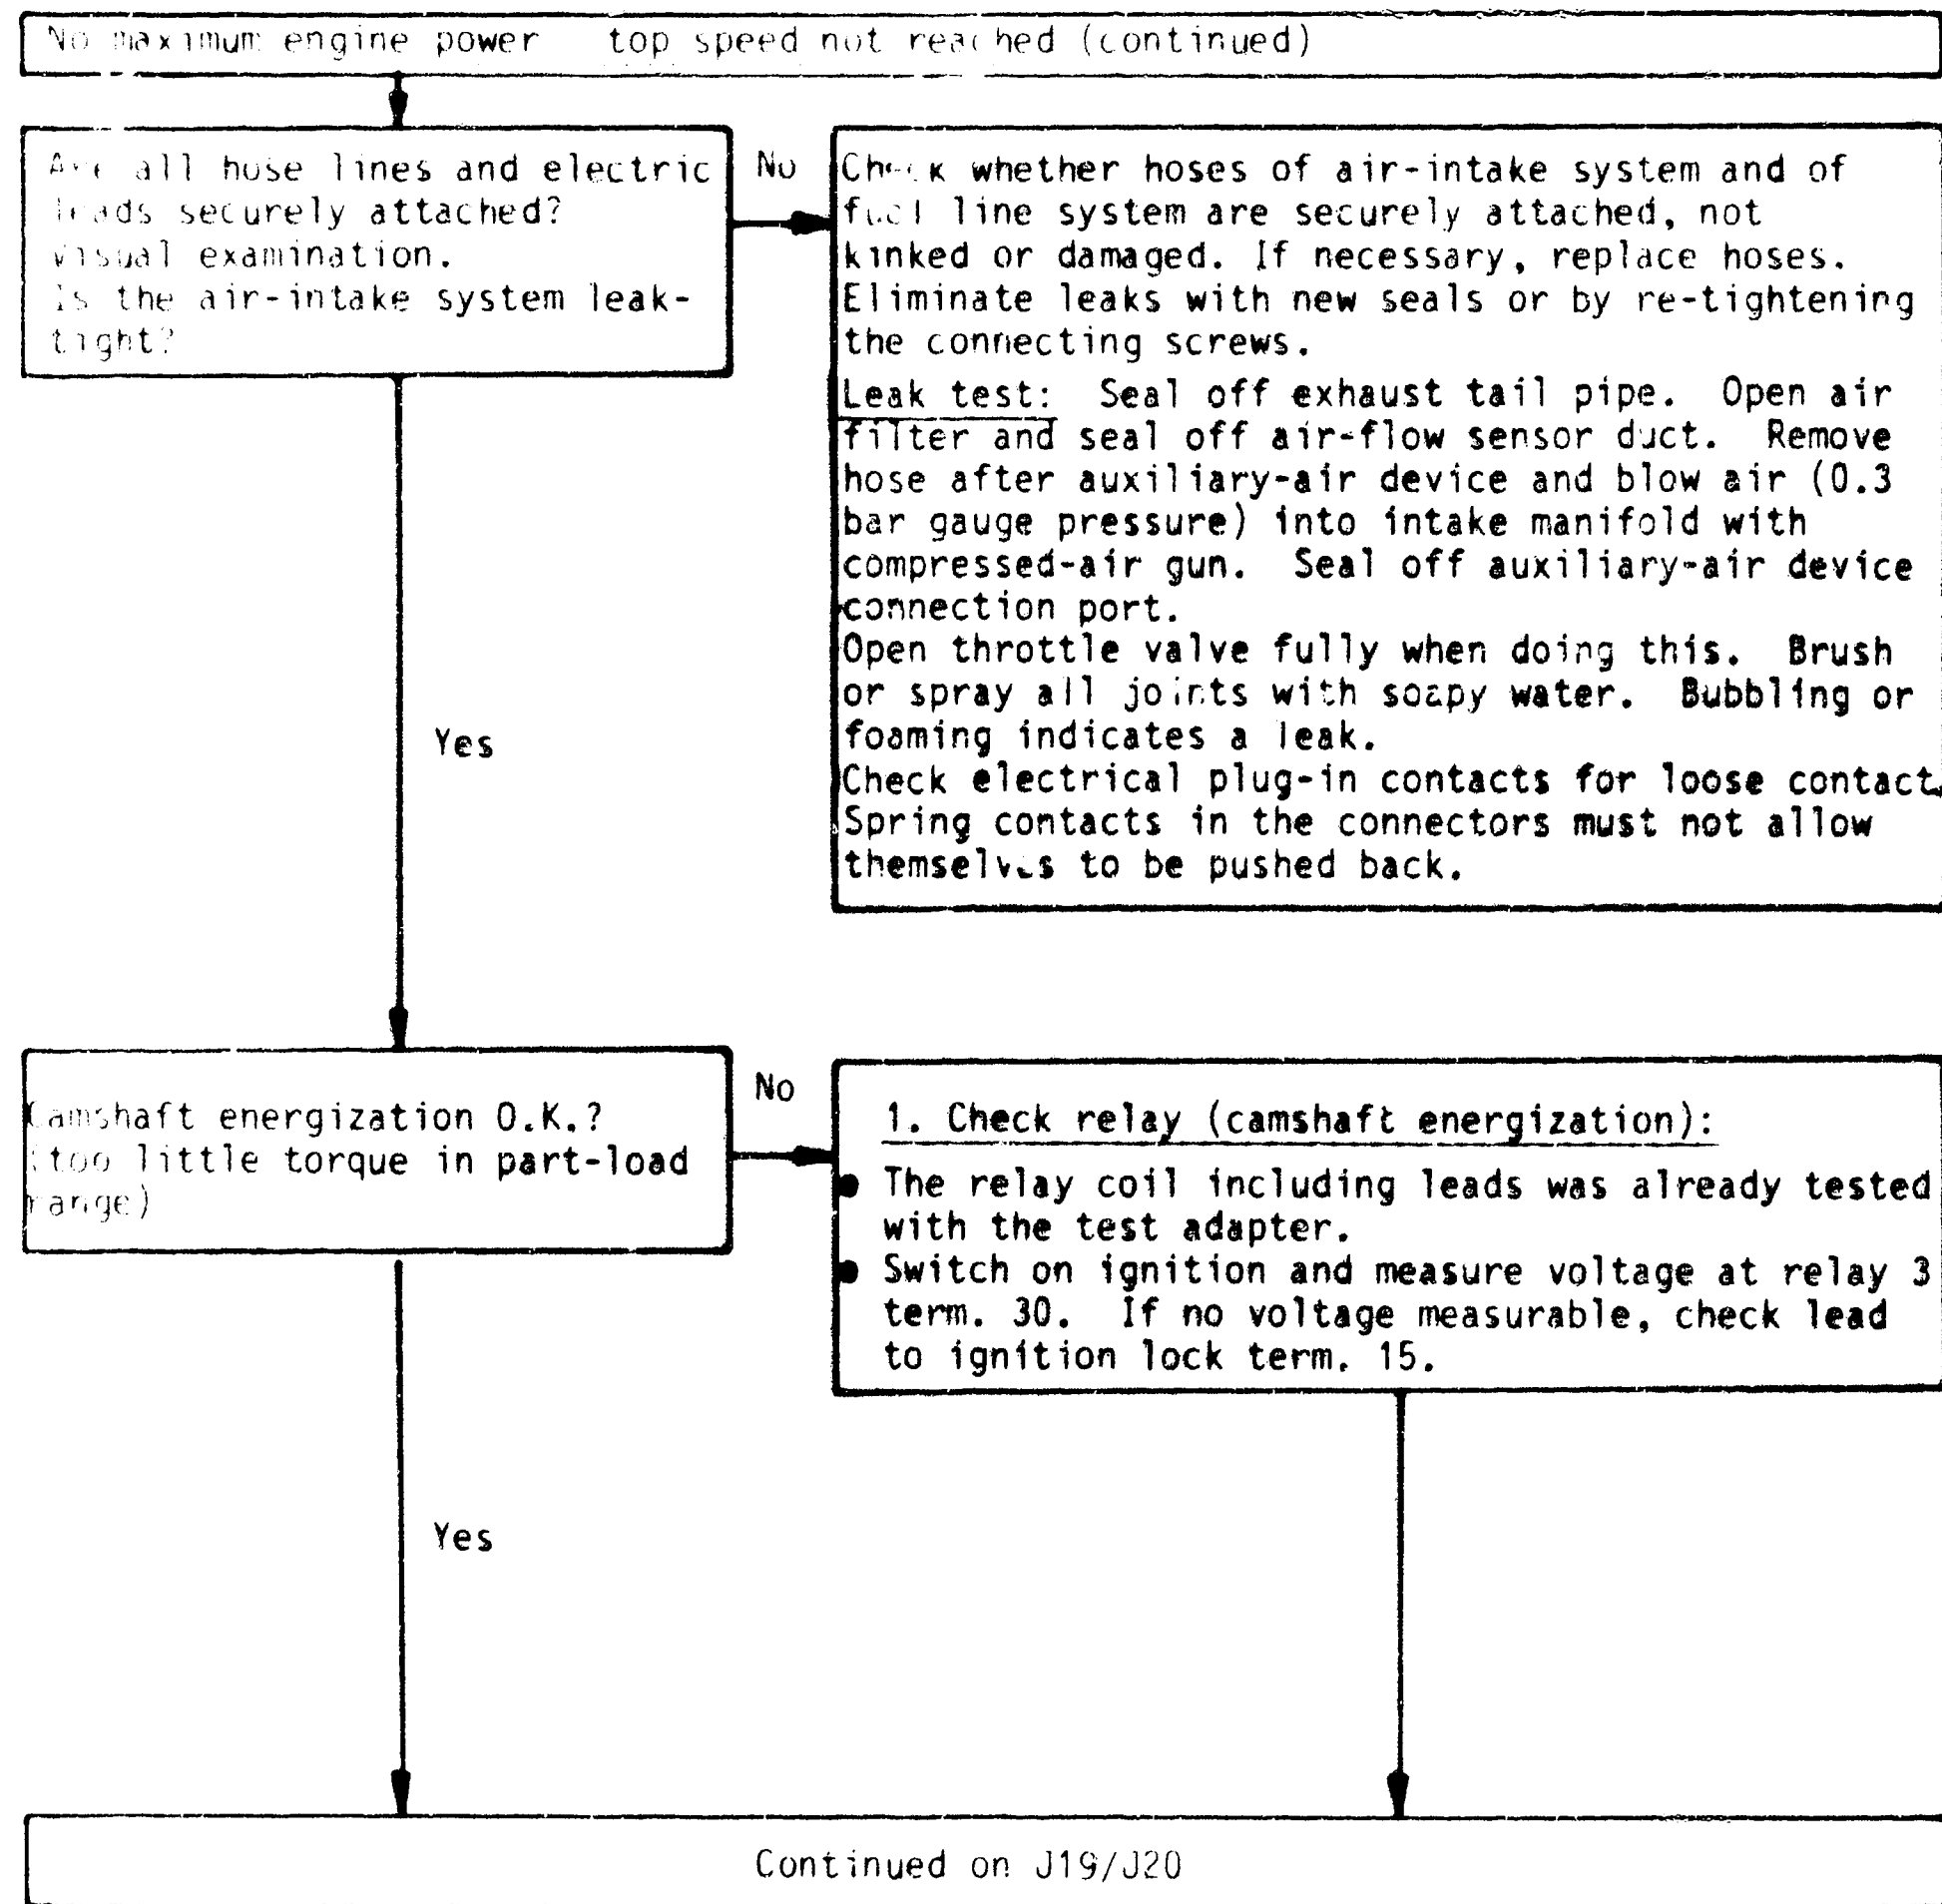 No maximum engine power top speed not reached (continued)
Are all hose lines and electric
leads securely attached?
Visual examination.
Is the air-intake system leak-
tight?
No
Check whether hoses of air-intake system and of
fuel line system are securely attached, not
kinked or damaged. If necessary, replace hoses.
Eliminate leaks with new seals or by re-tightening
the connecting screws.
Leak test: Seal off exhaust tail pipe. Open air
filter and seal off air-flow sensor duct. Remove
hose after auxiliary-air device and blow air (0.3
bar gauge pressure) into intake manifold with
compressed-air gun. Seal off auxiliary-air device
connection port.
Open throttle valve fully when doing this. Brush
or spray all joints with soapy water. Bubbling or
foaming indicates a leak.
Check electrical plug-in contacts for loose contact.
Spring contacts in the connectors must not allow
themselves to be pushed back.
Yes
Camshaft energization O.K.?
(too little torque in part-load
range)
No
1. Check relay (camshaft energization):
● The relay coil including leads was already tested
with the test adapter.
● Switch on ignition and measure voltage at relay 3
term. 30. If no voltage measurable, check lead
to ignition lock term. 15.
Yes
Continued on J19/J20